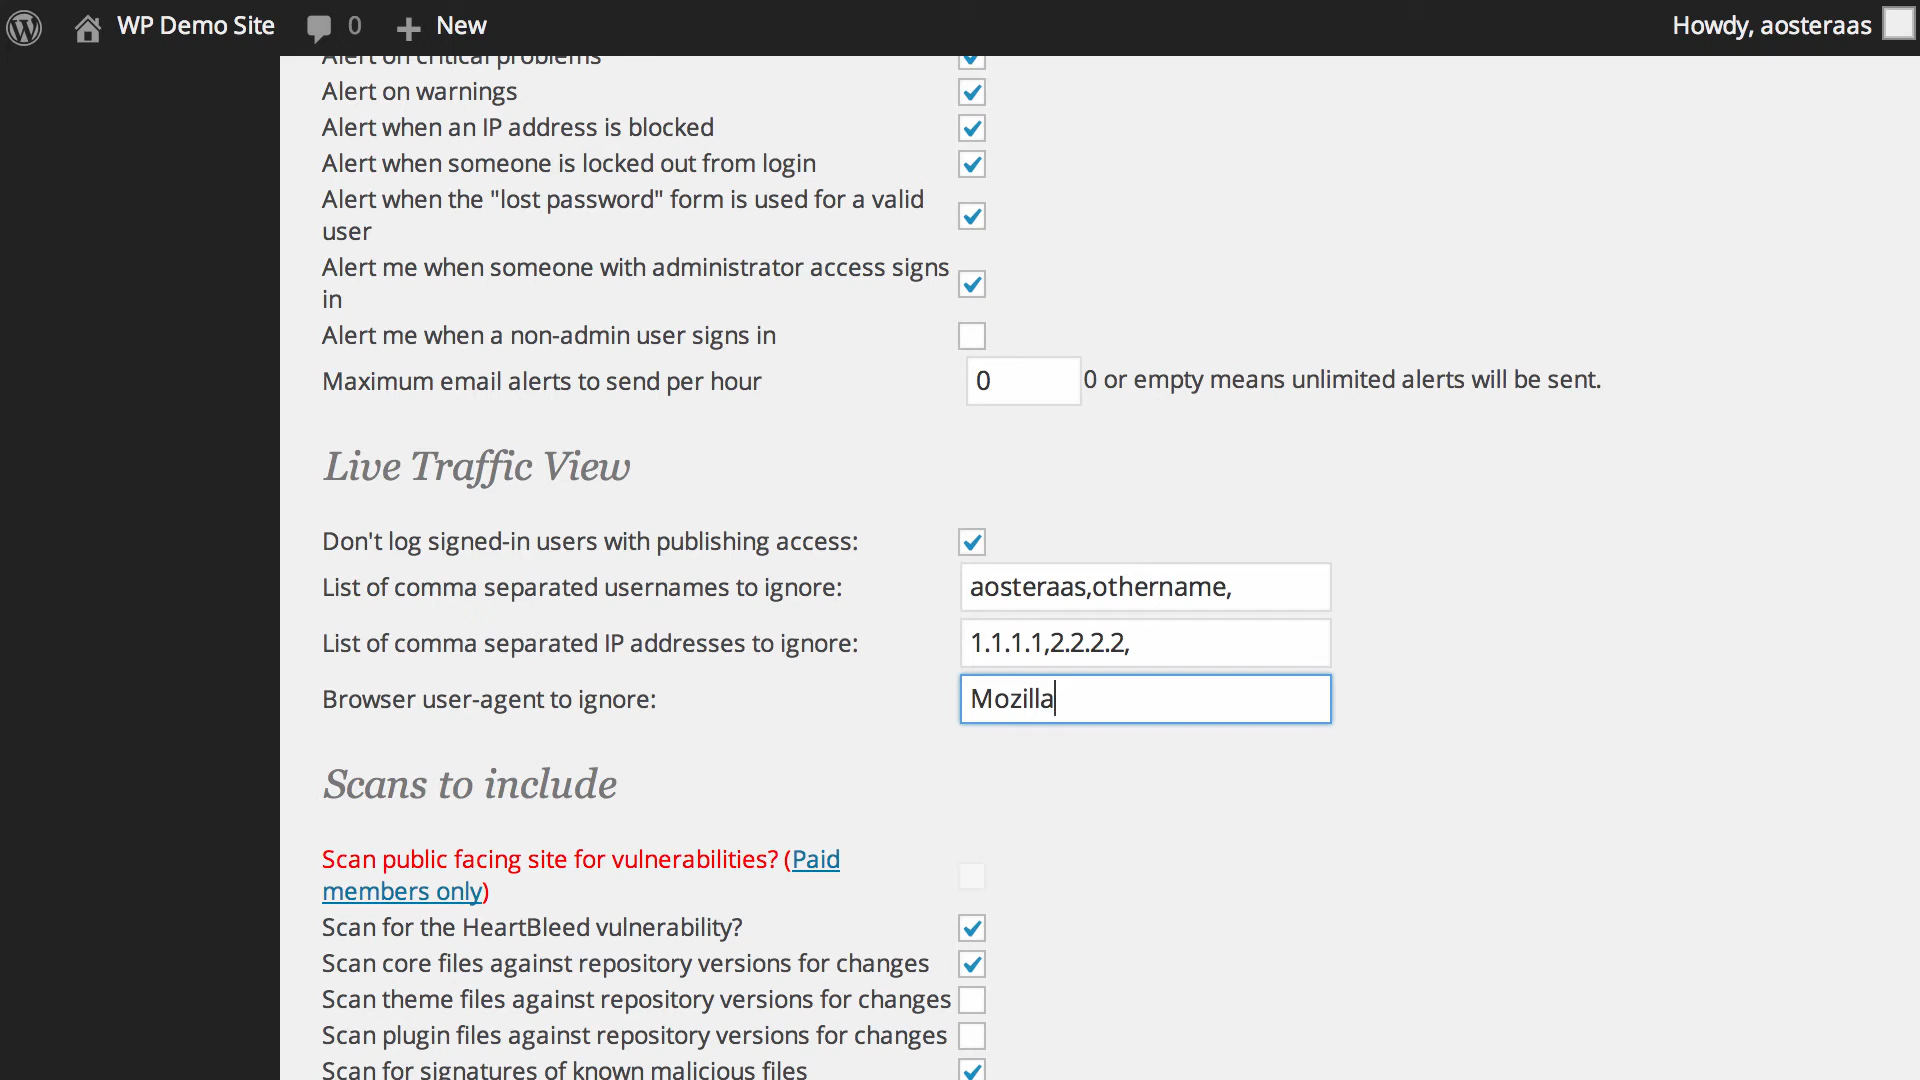 WP Demo Site 0 New Howdy, aosteraas
Alert on critical problems
Alert on warnings
Alert when an IP address is blocked
Alert when someone is locked out from login
Alert when the "lost password" form is used for a valid
user
Alert me when someone with administrator access signs
in
Alert me when a non-admin user signs in
Maximum email alerts to send per hour 0 0 or empty means unlimited alerts will be sent.
Live Traffic View
Don't log signed-in users with publishing access:
List of comma separated usernames to ignore: aosteraas,othername,
List of comma separated IP addresses to ignore: 1.1.1.1,2.2.2.2,
Browser user-agent to ignore: Mozilla
Scans to include
Scan public facing site for vulnerabilities? (Paid
members only)
Scan for the HeartBleed vulnerability?
Scan core files against repository versions for changes
Scan theme files against repository versions for changes
Scan plugin files against repository versions for changes
Scan for signatures of known malicious files